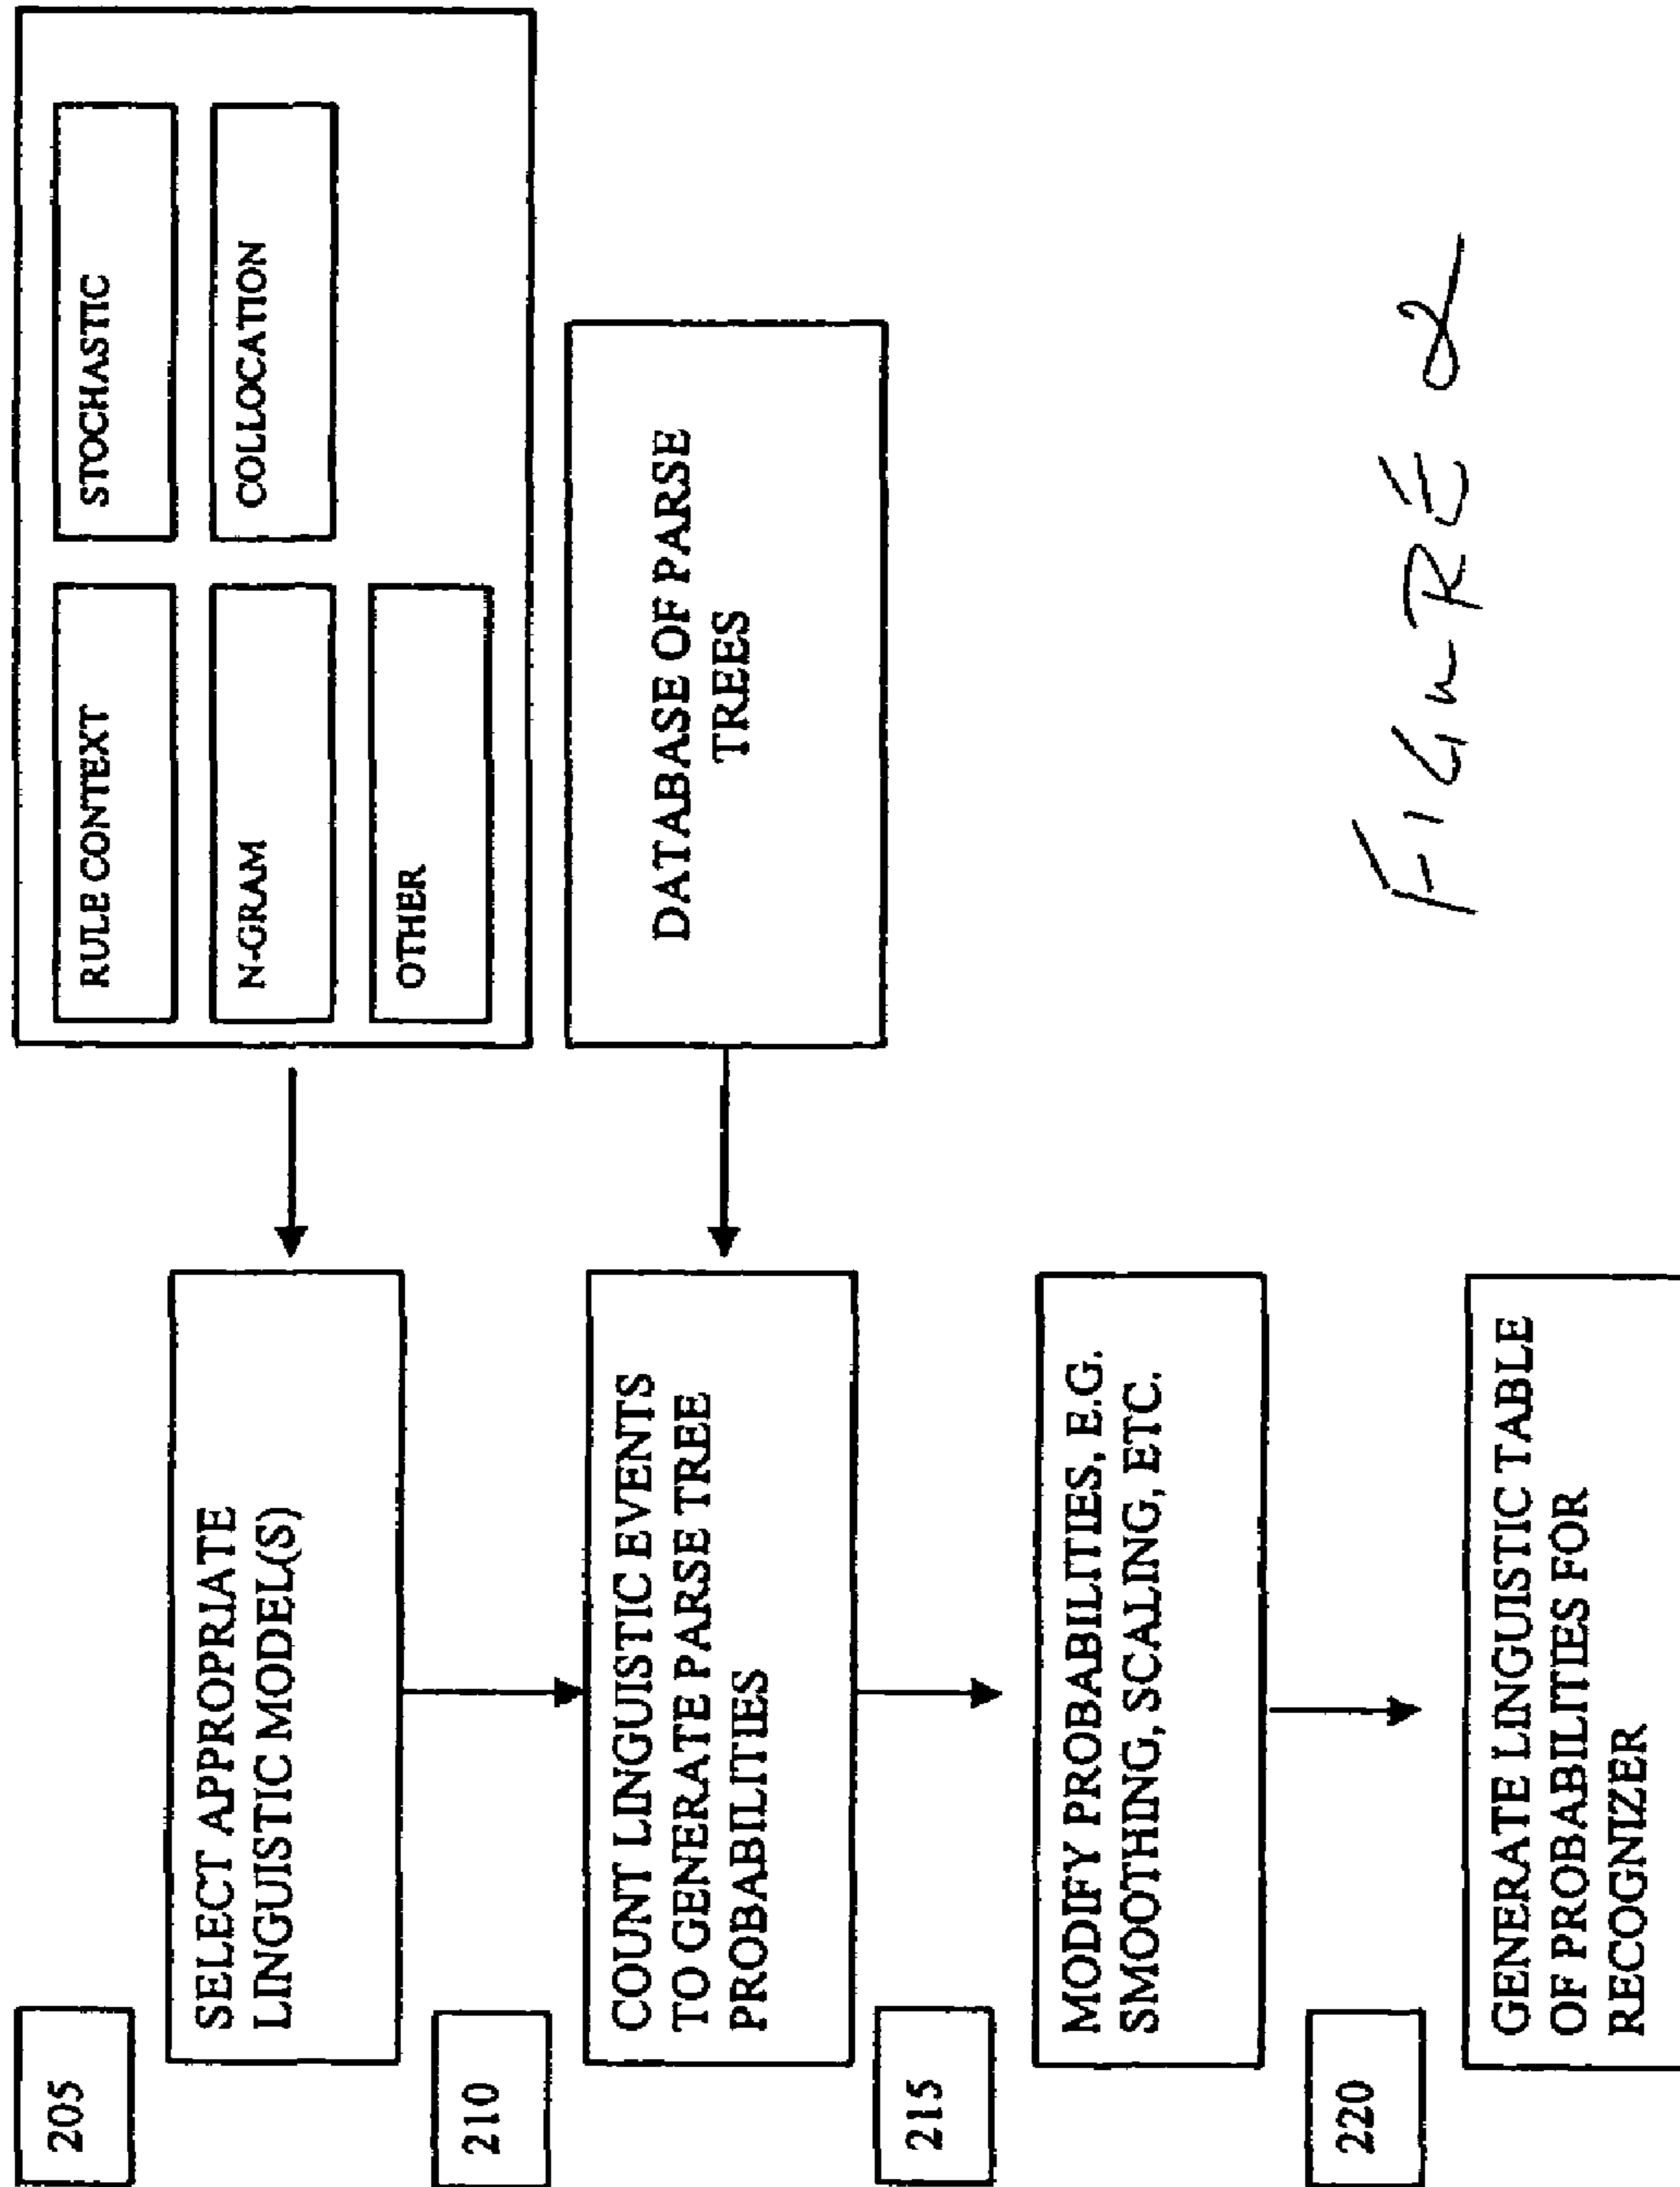 205
SELECT APPROPRIATE
LINGUISTIC MODEL(S)
RULE CONTEXT
STOCHASTIC
N-GRAM
COLLOCATION
OTHER
210
COUNT LINGUISTIC EVENTS
TO GENERATE PARSE TREE
PROBABILITIES
DATABASE OF PARSE
TREES
215
MODIFY PROBABILITIES, E.G.
SMOOTHING, SCALING, ETC.
220
GENERATE LINGUISTIC TABLE
OF PROBABILITIES FOR
RECOGNIZER
FIGURE 2